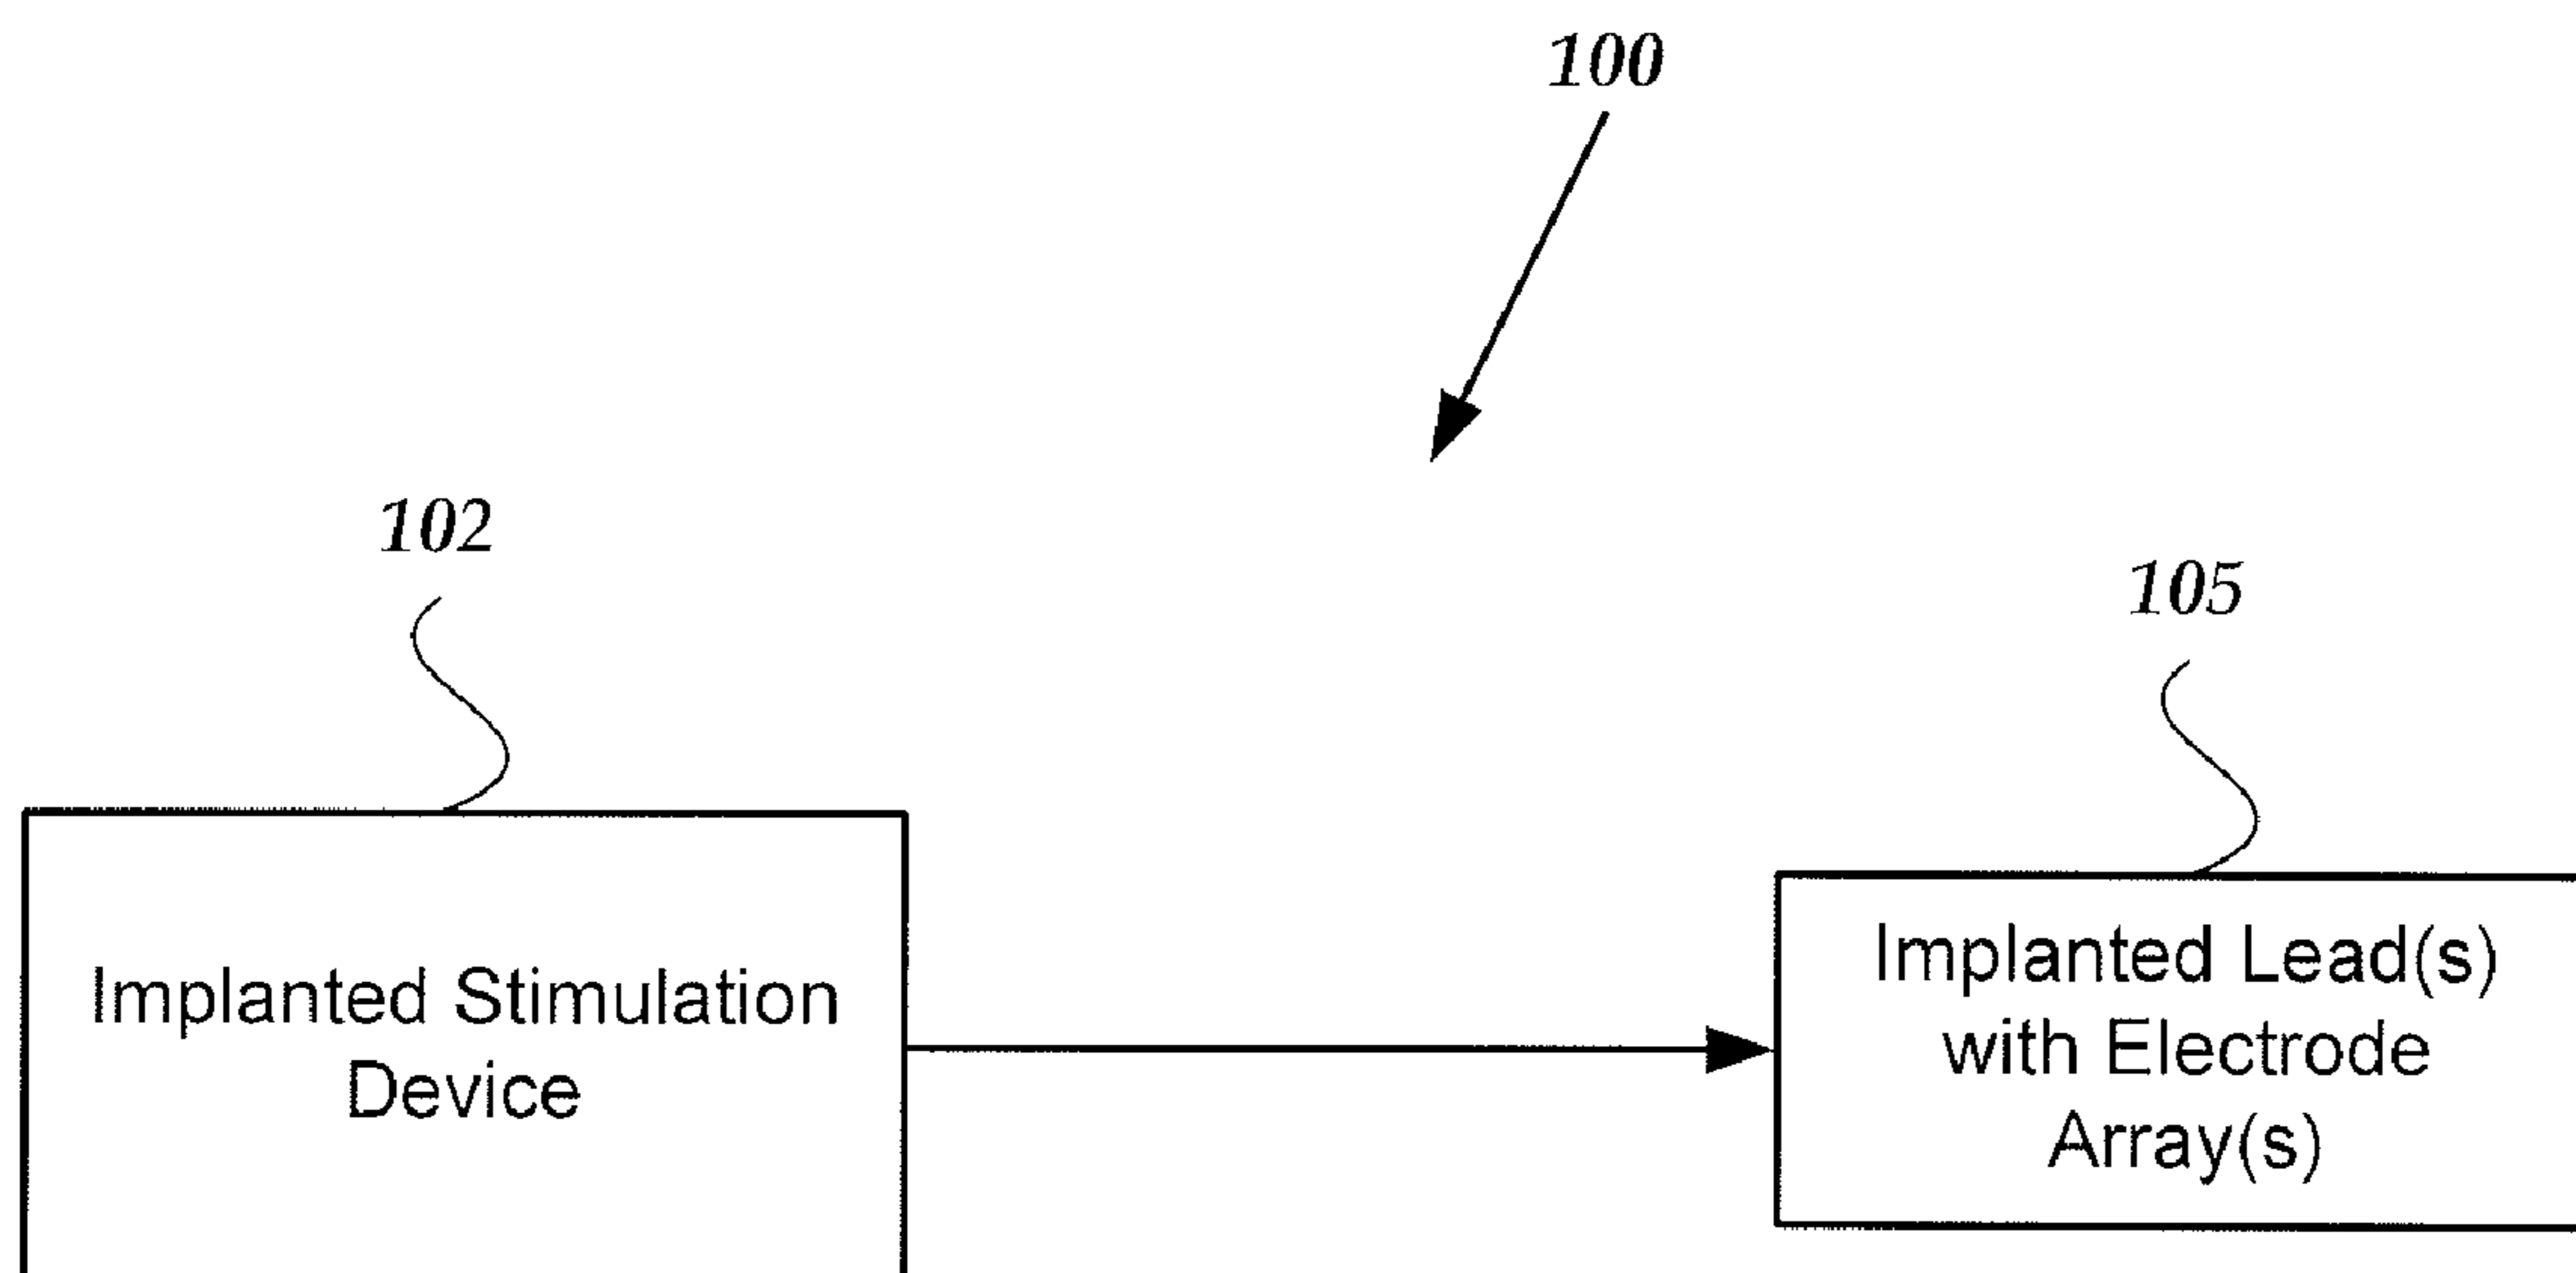 100
102
105
Implanted Stimulation
Device
Implanted Lead(s)
with Electrode
Array(s)